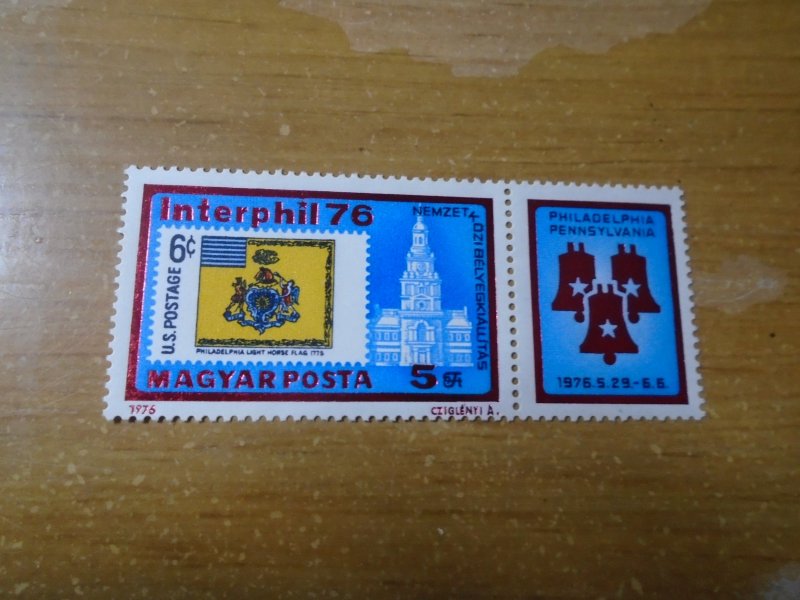 Interphil 76
NEMZETKÖZI BÉLYEGKIÁLLÍTÁS
6¢
U.S. POSTAGE
PHILADELPHIA LIGHT HORSE FLAG 1775
MAGYAR POSTA
5 Ft
1976
CZIGLÉNYI Á.
PHILADELPHIA
PENNSYLVANIA
1976.5.29.-6.6.